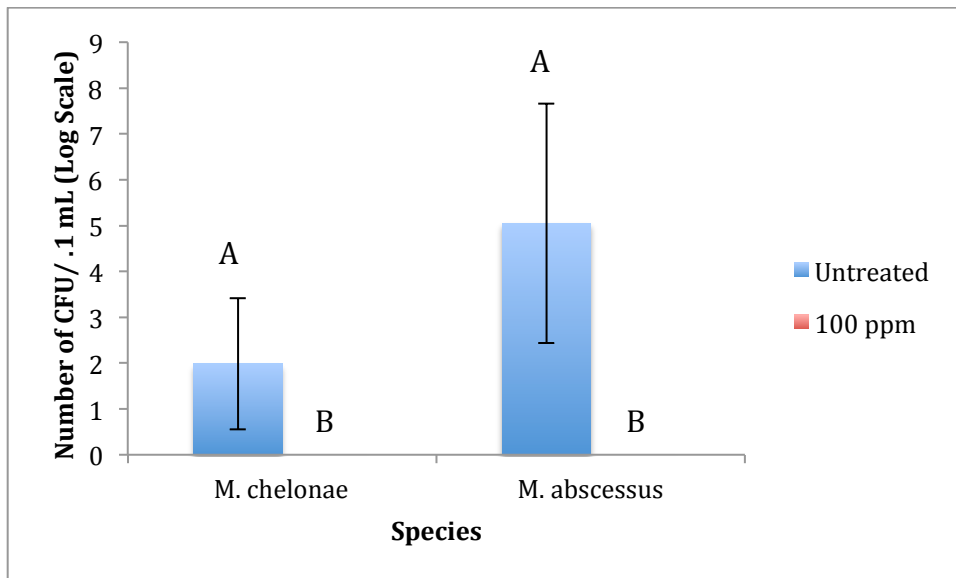 Number of CFU/ .1 mL (Log Scale)
9
8
7
6
5
4
3
2
1
0
A
B
A
B
M. chelonae
M. abscessus
Species
Untreated
100 ppm